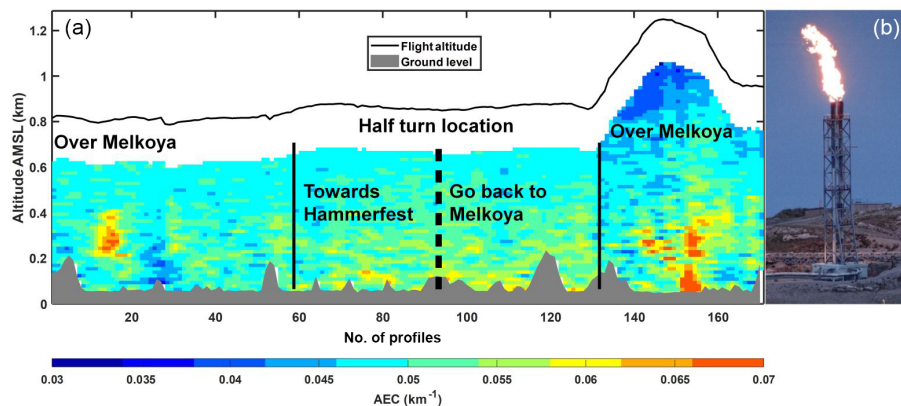 (a)
(b)
Flight altitude
Ground level
Altitude AMSL (km)
1.2
1
0.8
0.6
0.4
0.2
0
Over Melkoya
Half turn location
Over Melkoya
Towards
Hammerfest
Go back to
Melkoya
20 40 60 80 100 120 140 160
No. of profiles
0.03 0.035 0.04 0.045 0.05 0.055 0.06 0.065 0.07
AEC (km-1)